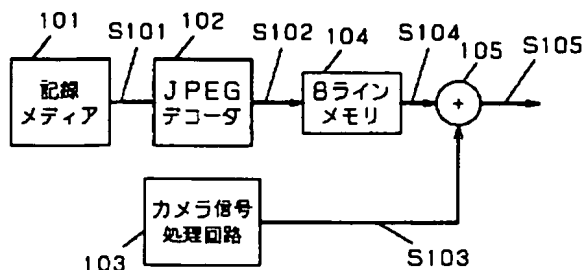 101
S101
102
S102
104
S104
105
S105
記録
メディア
JPEG
デコーダ
8ライン
メモリ
+
カメラ信号
処理回路
103
S103